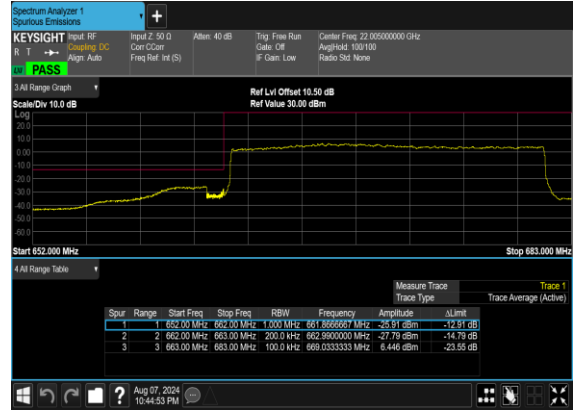 Spectrum Analyzer 1
Spurious Emissions
KEYSIGHT Input: RF Input Z: 50 Ω Atten: 40 dB Trig: Free Run Center Freq: 22.005000000 GHz
R T Coupling: DC Corr CCorr Gate: Off Avg|Hold: 100/100
Align: Auto Freq Ref: Int (S) IF Gain: Low Radio Std: None
PASS
3 All Range Graph
Ref Lvl Offset 10.50 dB
Scale/Div 10.0 dB Ref Value 30.00 dBm
Log
20.0
10.0
0.00
-10.0
-20.0
-30.0
-40.0
-50.0
-60.0
Start 652.000 MHz Stop 683.000 MHz
4 All Range Table
Measure Trace Trace 1
Trace Type Trace Average (Active)
Spur Range Start Freq Stop Freq RBW Frequency Amplitude ΔLimit
1 1 652.00 MHz 662.00 MHz 1.000 MHz 661.8666667 MHz -25.91 dBm -12.91 dB
2 2 662.00 MHz 663.00 MHz 200.0 kHz 662.9900000 MHz -27.79 dBm -14.79 dB
3 3 663.00 MHz 683.00 MHz 100.0 kHz 669.0333333 MHz 6.446 dBm -23.55 dB
Aug 07, 2024
10:44:53 PM